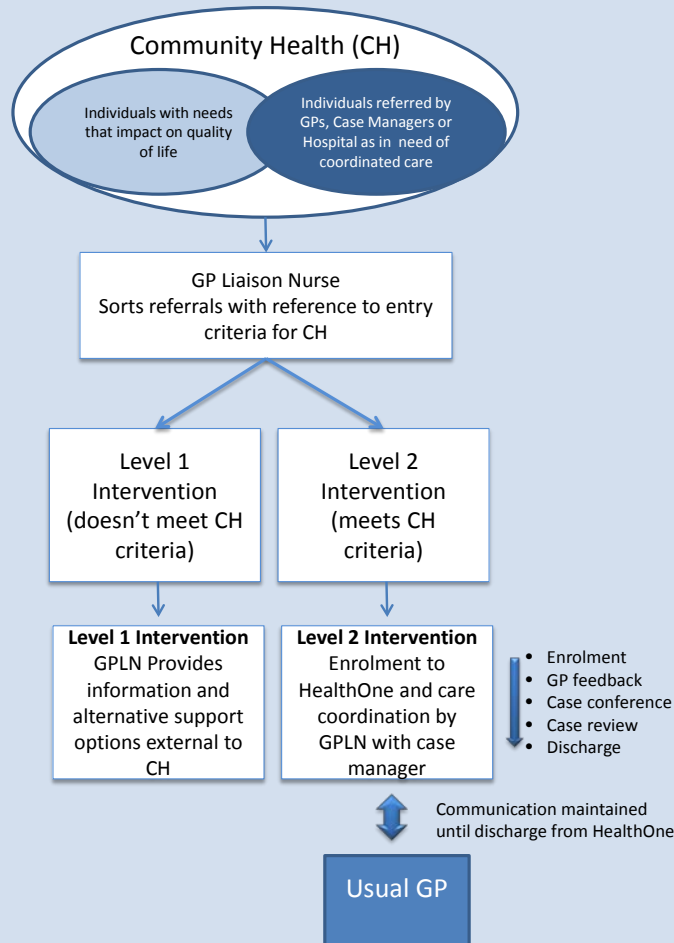 Community Health (CH)
Individuals with needs
that impact on quality
of life
Individuals referred by
GPs, Case Managers or
Hospital as in need of
coordinated care
GP Liaison Nurse
Sorts referrals with reference to entry
criteria for CH
Level 1
Intervention
(doesn't meet CH
criteria)
Level 2
Intervention
(meets CH
criteria)
Level 1 Intervention
GPLN Provides
information and
alternative support
options external to
CH
Level 2 Intervention
Enrolment to
HealthOne and care
coordination by
GPLN with case
manager
• Enrolment
• GP feedback
• Case conference
• Case review
• Discharge
Communication maintained
until discharge from HealthOne
Usual GP